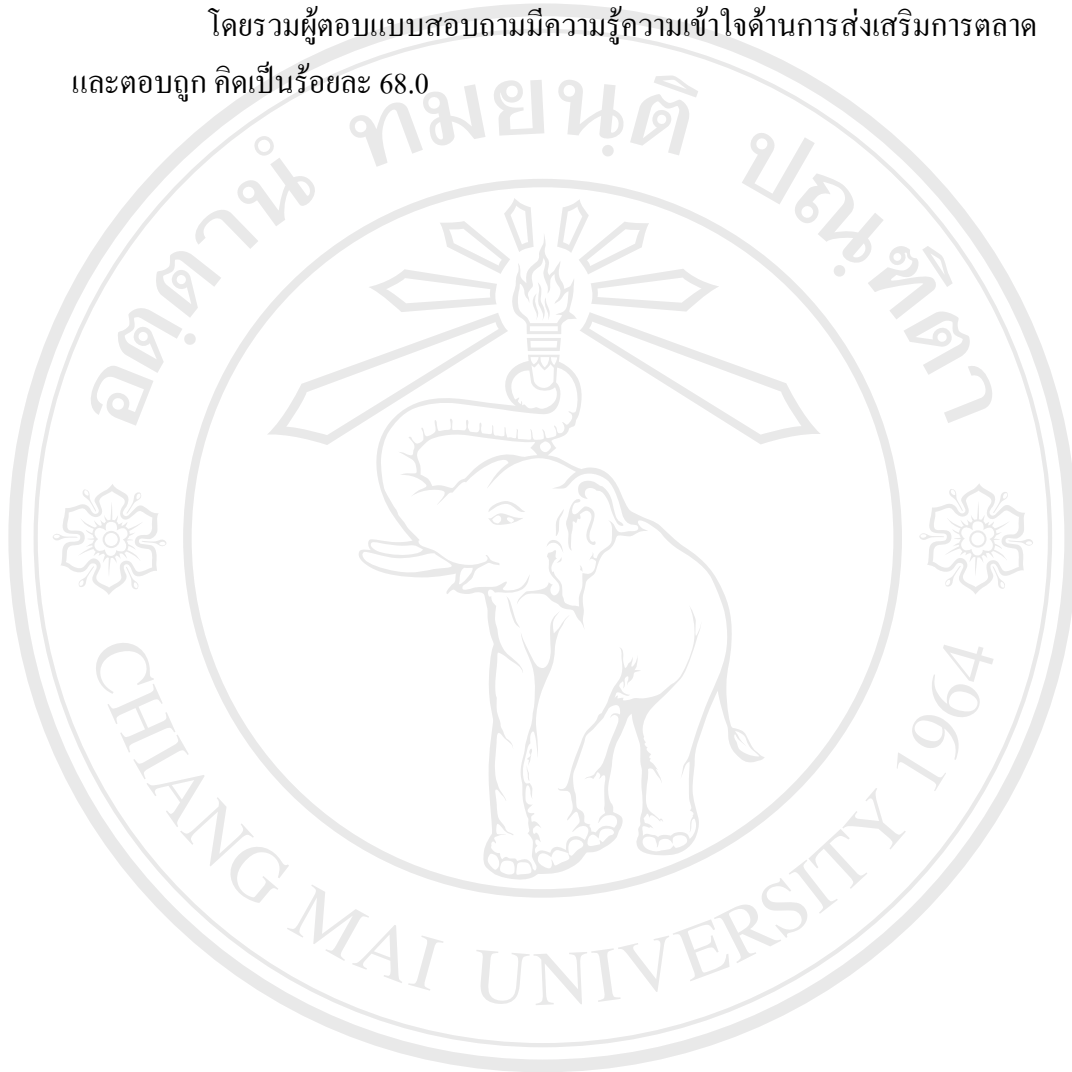 โดยรวมผู้ตอบแบบสอบถามมีความรู้ความเข้าใจด้านการส่งเสริมการตลาด
และตอบถูก คิดเป็นร้อยละ 68.0
อตฺตานํ ทมยนฺติ ปณฺฑิตา
CHIANG MAI UNIVERSITY 1964